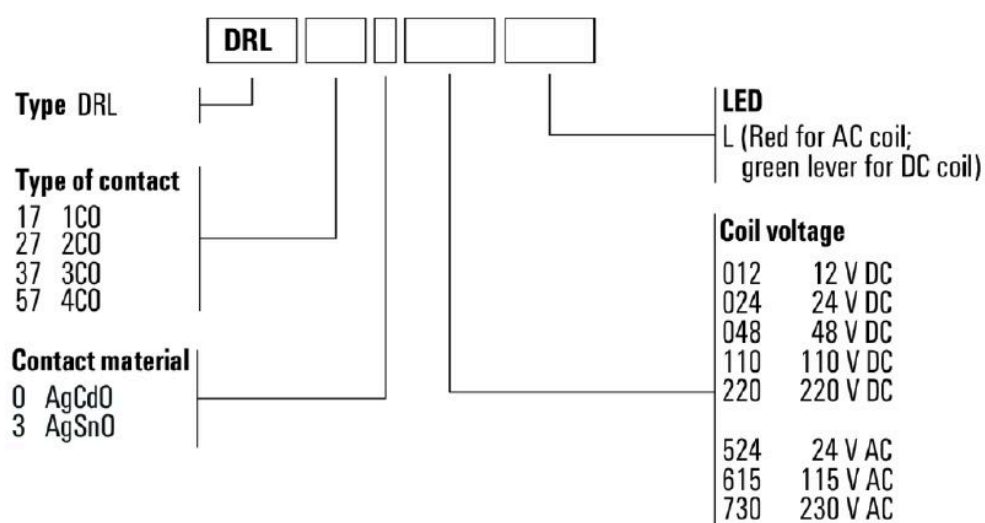 DRL
Type DRL
Type of contact
17 1CO
27 2CO
37 3CO
57 4CO
Contact material
0 AgCdO
3 AgSnO
LED
L (Red for AC coil;
green lever for DC coil)
Coil voltage
012 12 V DC
024 24 V DC
048 48 V DC
110 110 V DC
220 220 V DC
524 24 V AC
615 115 V AC
730 230 V AC